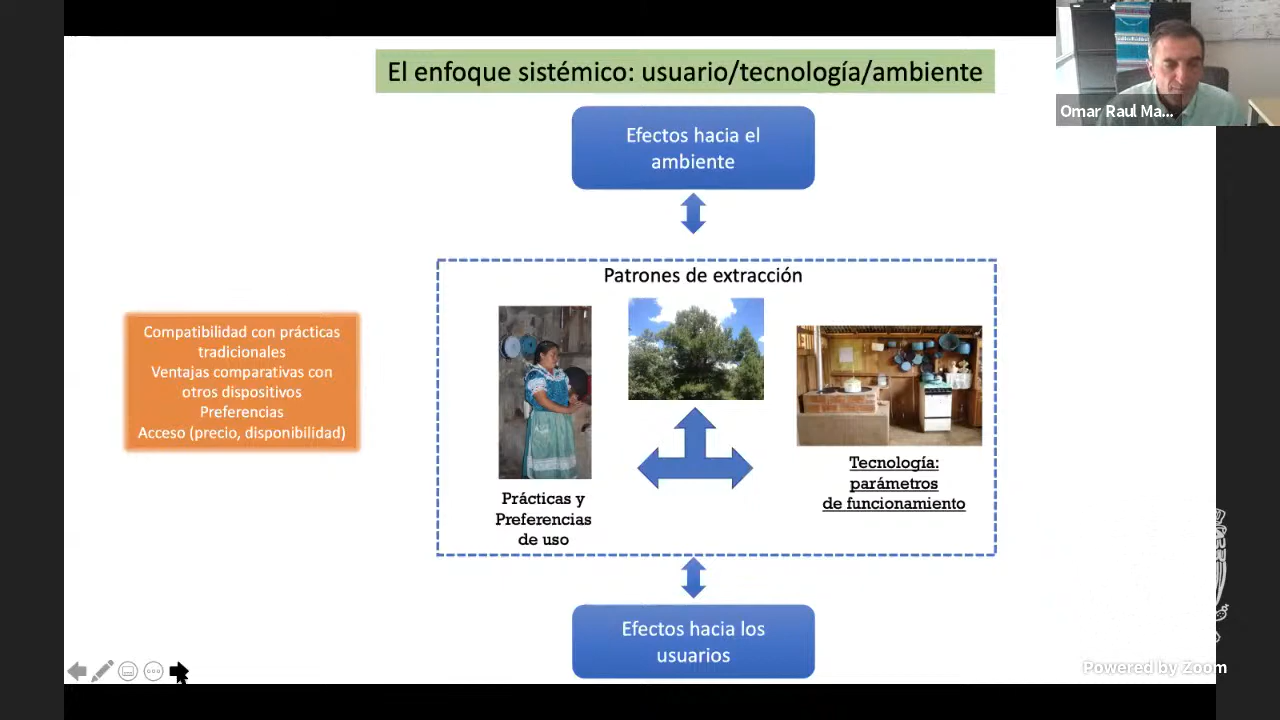 El enfoque sistémico: usuario/tecnología/ambiente
Omar Raul Ma...
Efectos hacia el
ambiente
Patrones de extracción
Compatibilidad con prácticas
tradicionales
Ventajas comparativas con
otros dispositivos
Preferencias
Acceso (precio, disponibilidad)
Prácticas y
Preferencias
de uso
Tecnología:
parámetros
de funcionamiento
Efectos hacia los
usuarios
Powered by Zoom